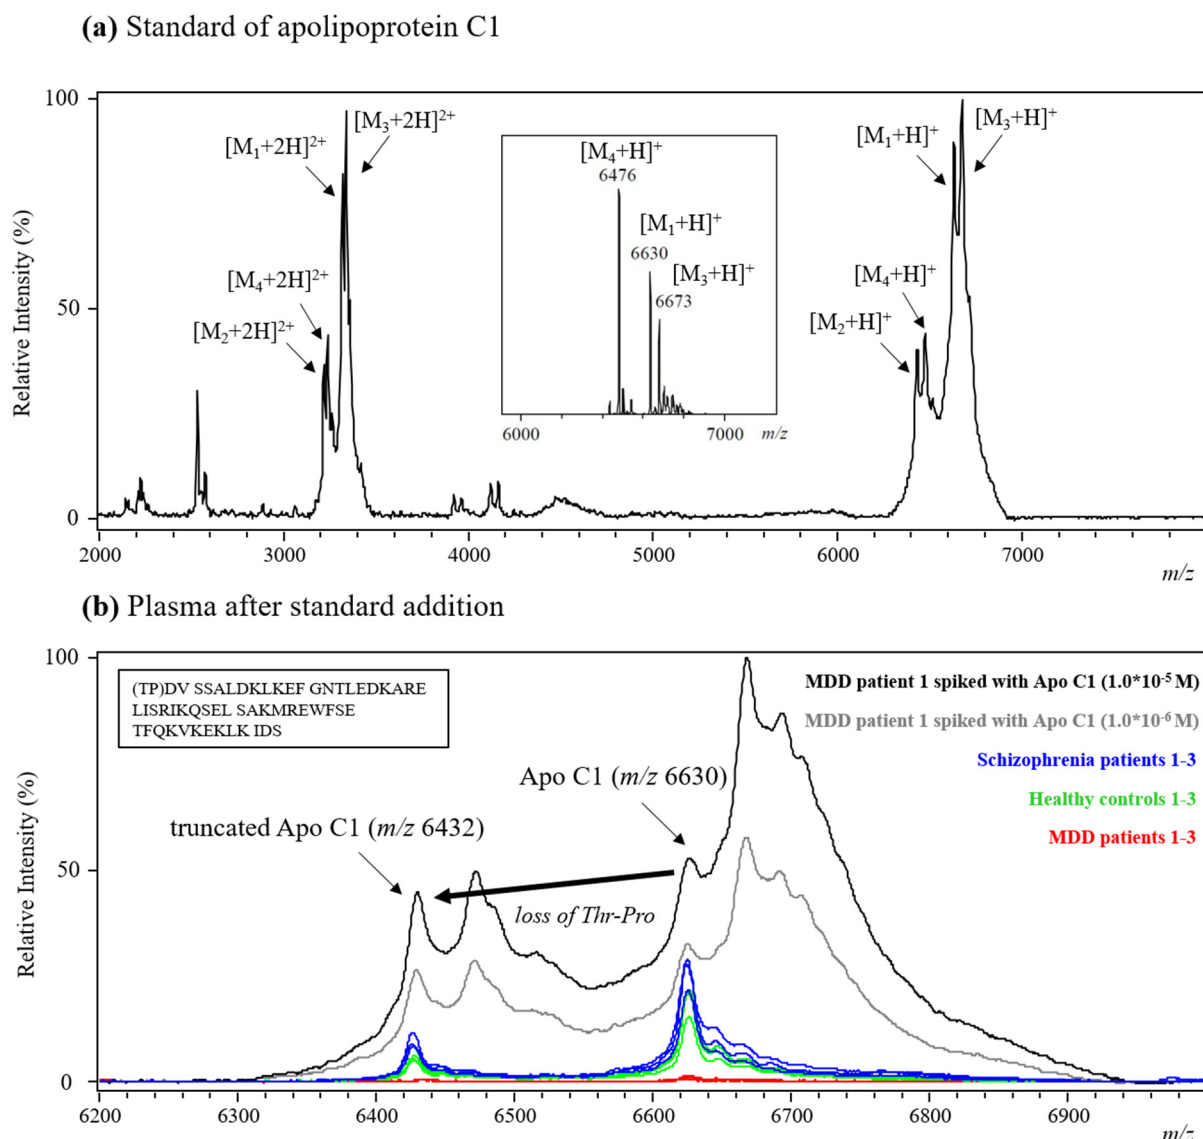 (a) Standard of apolipoprotein C1
100
[M₃+2H]²⁺
[M₁+H]⁺
[M₃+H]⁺
[M₁+2H]²⁺
[M₄+H]⁺
6476
[M₁+H]⁺
6630
[M₃+H]⁺
6673
6000
7000
m/z
[M₄+2H]²⁺
[M₄+H]⁺
[M₂+2H]²⁺
[M₂+H]⁺
Relative Intensity (%)
50
0
2000
3000
4000
5000
6000
7000
m/z
(b) Plasma after standard addition
100
(TP)DV SSALDKLKEF GNTLEDKARE
LISRIKQSEL SAKMREWFSE
TFQKVKEKLK IDS
MDD patient 1 spiked with Apo C1 (1.0*10⁻⁵ M)
MDD patient 1 spiked with Apo C1 (1.0*10⁻⁶ M)
Schizophrenia patients 1-3
Healthy controls 1-3
MDD patients 1-3
Apo C1 (m/z 6630)
truncated Apo C1 (m/z 6432)
loss of Thr-Pro
Relative Intensity (%)
50
0
6200
6300
6400
6500
6600
6700
6800
6900
m/z